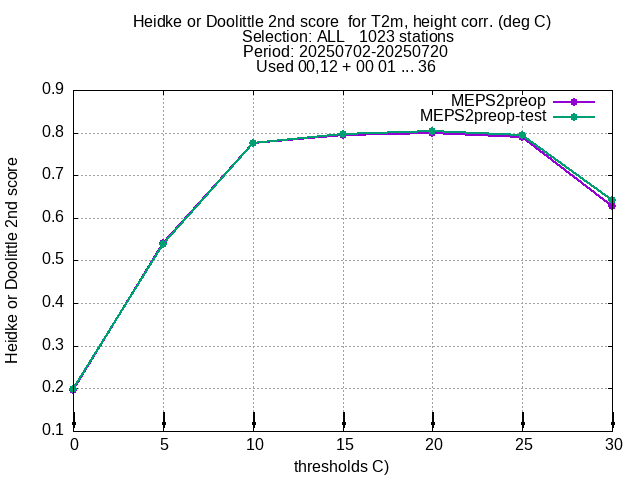 Heidke or Doolittle 2nd score  for T2m, height corr. (deg C)
Selection: ALL   1023 stations
Period: 20250702-20250720
Used 00,12 + 00 01 ... 36
MEPS2preop
MEPS2preop-test
Heidke or Doolittle 2nd score
0.9
0.8
0.7
0.6
0.5
0.4
0.3
0.2
0.1
0 5 10 15 20 25 30
thresholds C)